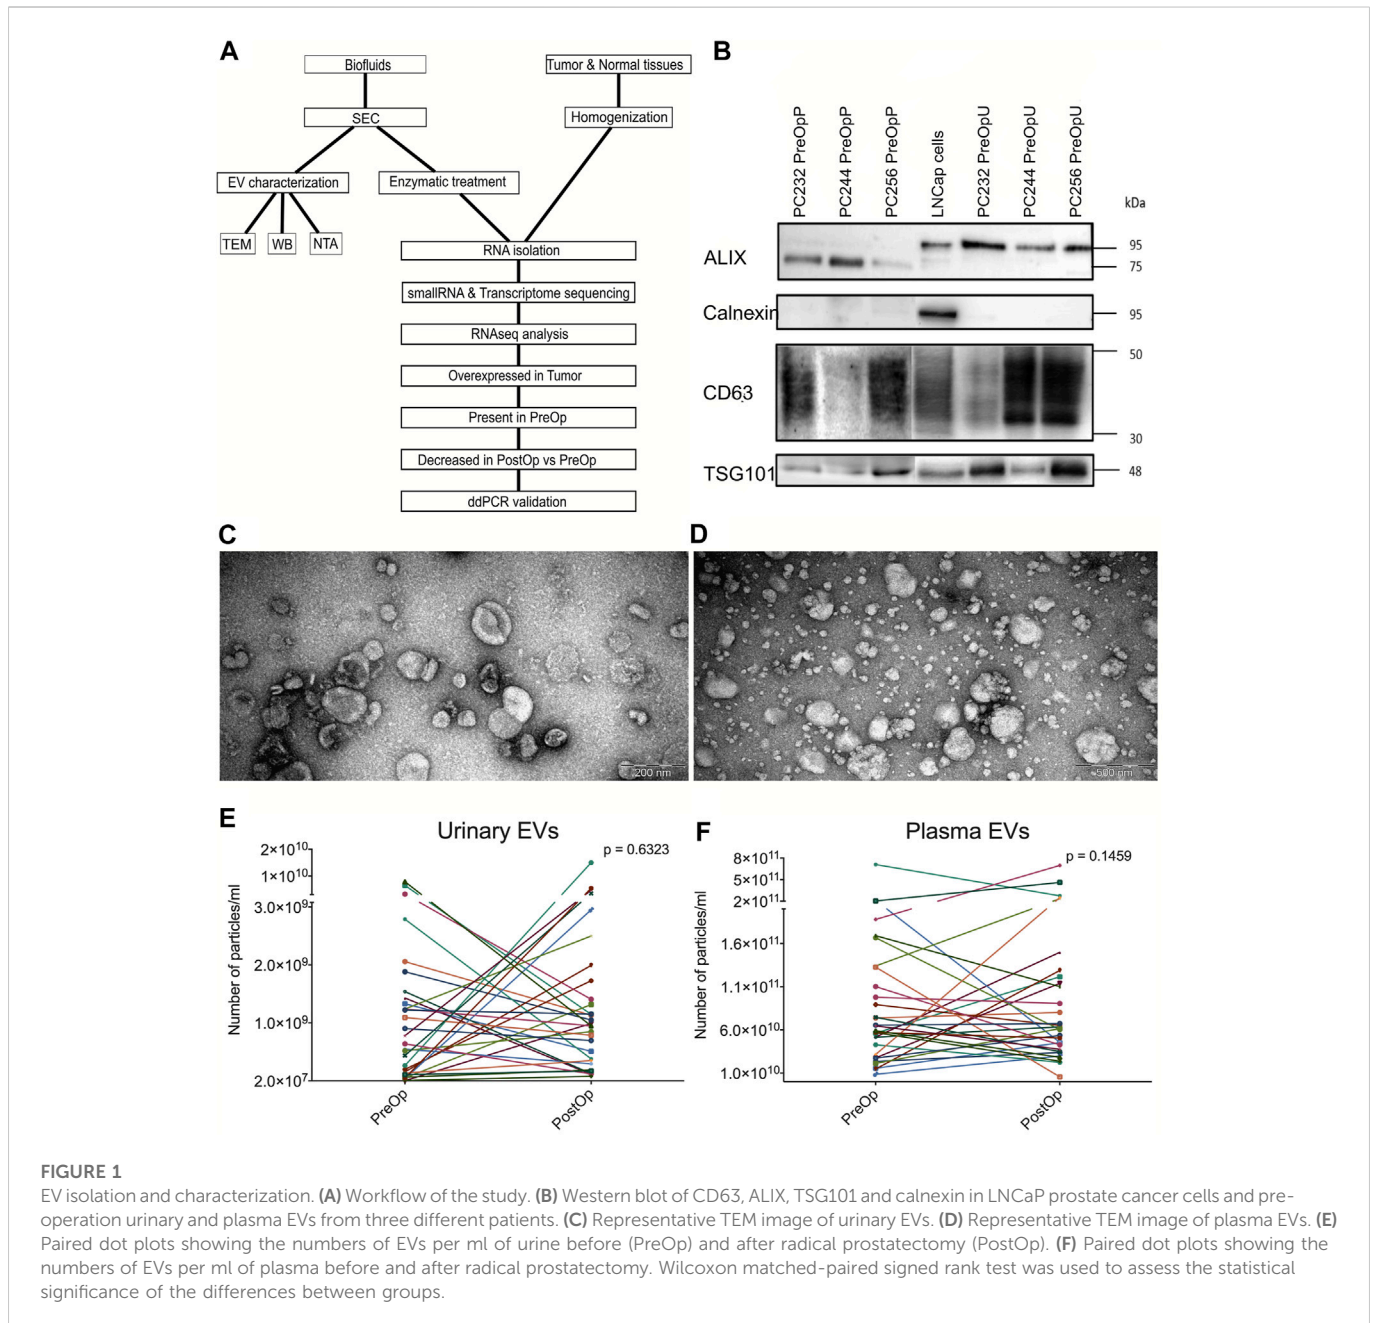 A
Biofluids
Tumor & Normal tissues
SEC
Homogenization
EV characterization
Enzymatic treatment
TEM
WB
NTA
RNA isolation
smallRNA & Transcriptome sequencing
RNAseq analysis
Overexpressed in Tumor
Present in PreOp
Decreased in PostOp vs PreOp
ddPCR validation
B
PC232 PreOpP
PC244 PreOpP
PC256 PreOpP
LNCap cells
PC232 PreOpU
PC244 PreOpU
PC256 PreOpU
kDa
ALIX
95
75
Calnexin
95
CD63
50
30
TSG101
48
C
200 nm
D
500 nm
E
Urinary EVs
p = 0.6323
Number of particles/ml
2×10¹⁰
1×10¹⁰
3.0×10⁹
2.0×10⁹
1.0×10⁹
2.0×10⁷
PreOp
PostOp
F
Plasma EVs
p = 0.1459
Number of particles/ml
8×10¹¹
5×10¹¹
2×10¹¹
1.6×10¹¹
1.1×10¹¹
6.0×10¹⁰
1.0×10¹⁰
PreOp
PostOp
FIGURE 1
EV isolation and characterization. (A) Workflow of the study. (B) Western blot of CD63, ALIX, TSG101 and calnexin in LNCaP prostate cancer cells and pre-
operation urinary and plasma EVs from three different patients. (C) Representative TEM image of urinary EVs. (D) Representative TEM image of plasma EVs. (E)
Paired dot plots showing the numbers of EVs per ml of urine before (PreOp) and after radical prostatectomy (PostOp). (F) Paired dot plots showing the
numbers of EVs per ml of plasma before and after radical prostatectomy. Wilcoxon matched-paired signed rank test was used to assess the statistical
significance of the differences between groups.